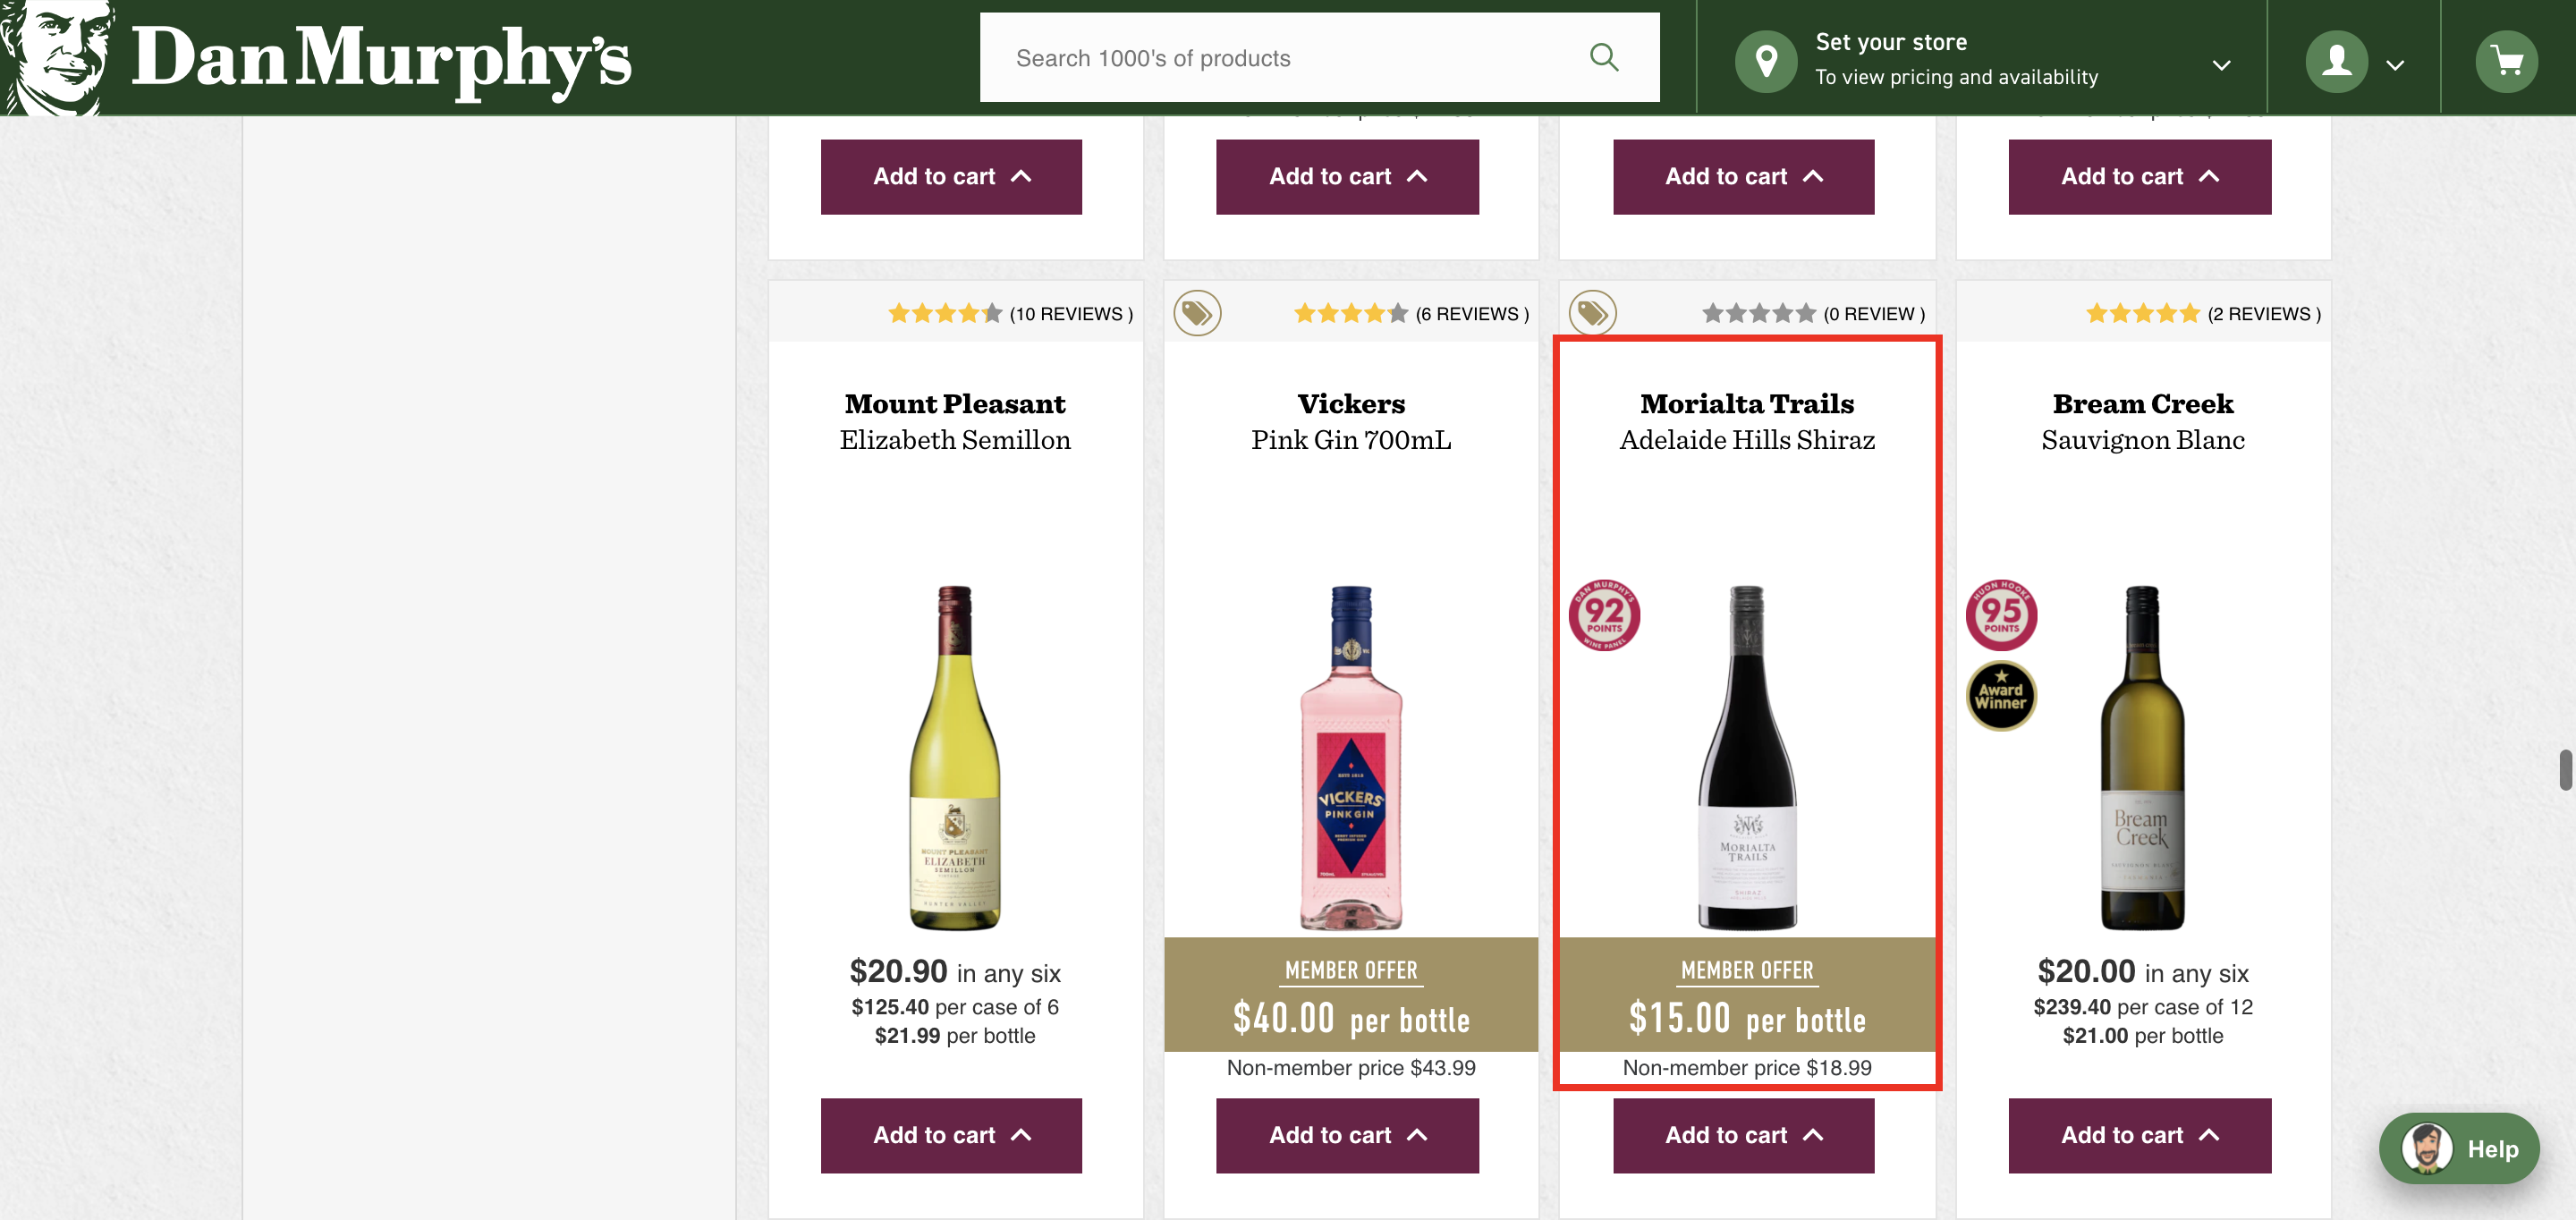 Dan Murphy's
Search 1000's of products
Set your store
To view pricing and availability
Add to cart
Add to cart
Add to cart
Add to cart
(10 REVIEWS )
Mount Pleasant
Elizabeth Semillon
MOUNT PLEASANT
ELIZABETH
SEMILLON
HUNTER VALLEY
$20.90 in any six
$125.40 per case of 6
$21.99 per bottle
Add to cart
(6 REVIEWS )
Vickers
Pink Gin 700mL
VICKERS
PINK GIN
MEMBER OFFER
$40.00 per bottle
Non-member price $43.99
Add to cart
(0 REVIEW )
Morialta Trails
Adelaide Hills Shiraz
DAN MURPHY'S
92
POINTS
WINE PANEL
MORIALTA
TRAILS
SHIRAZ
MEMBER OFFER
$15.00 per bottle
Non-member price $18.99
Add to cart
(2 REVIEWS )
Bream Creek
Sauvignon Blanc
HUON HOOKE
95
POINTS
Award
Winner
Bream
Creek
$20.00 in any six
$239.40 per case of 12
$21.00 per bottle
Add to cart
Help